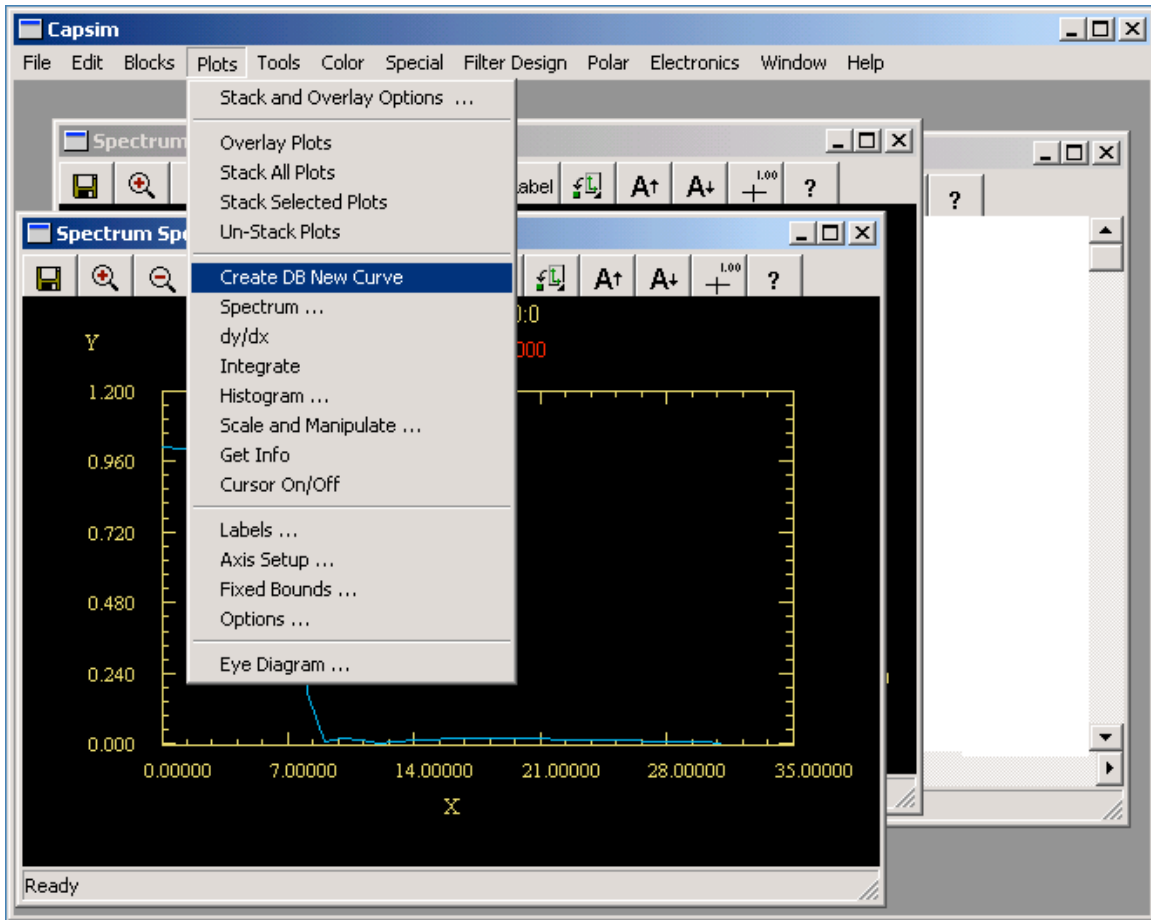 Capsim
File Edit Blocks Plots Tools Color Special Filter Design Polar Electronics Window Help
Stack and Overlay Options ...
Overlay Plots
Stack All Plots
Stack Selected Plots
Un-Stack Plots
Create DB New Curve
Spectrum ...
dy/dx
Integrate
Histogram ...
Scale and Manipulate ...
Get Info
Cursor On/Off
Labels ...
Axis Setup ...
Fixed Bounds ...
Options ...
Eye Diagram ...
Spectrum
A A 1.00 ?
?
Spectrum
A A 1.00 ?
:0
000
Y
1.200
0.960
0.720
0.480
0.240
0.000
0.00000 7.00000 14.00000 21.00000 28.00000 35.00000
X
Ready